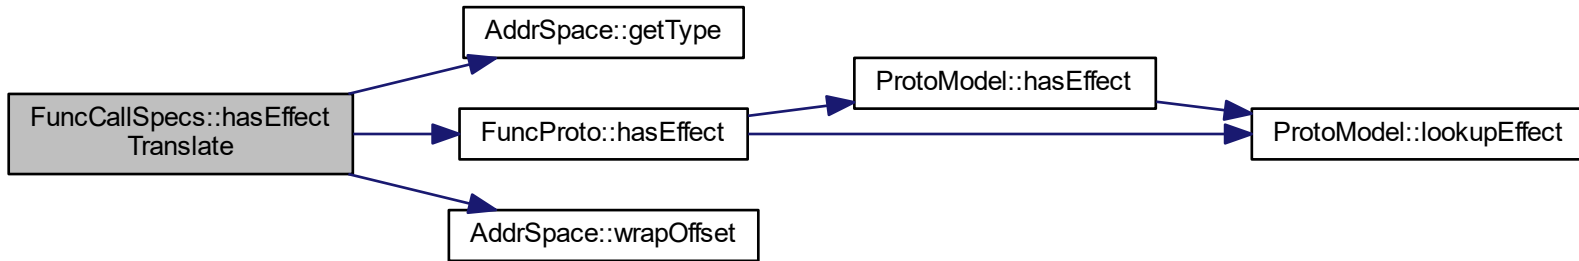 FuncCallSpecs::hasEffect
Translate
AddrSpace::getType
FuncProto::hasEffect
AddrSpace::wrapOffset
ProtoModel::hasEffect
ProtoModel::lookupEffect